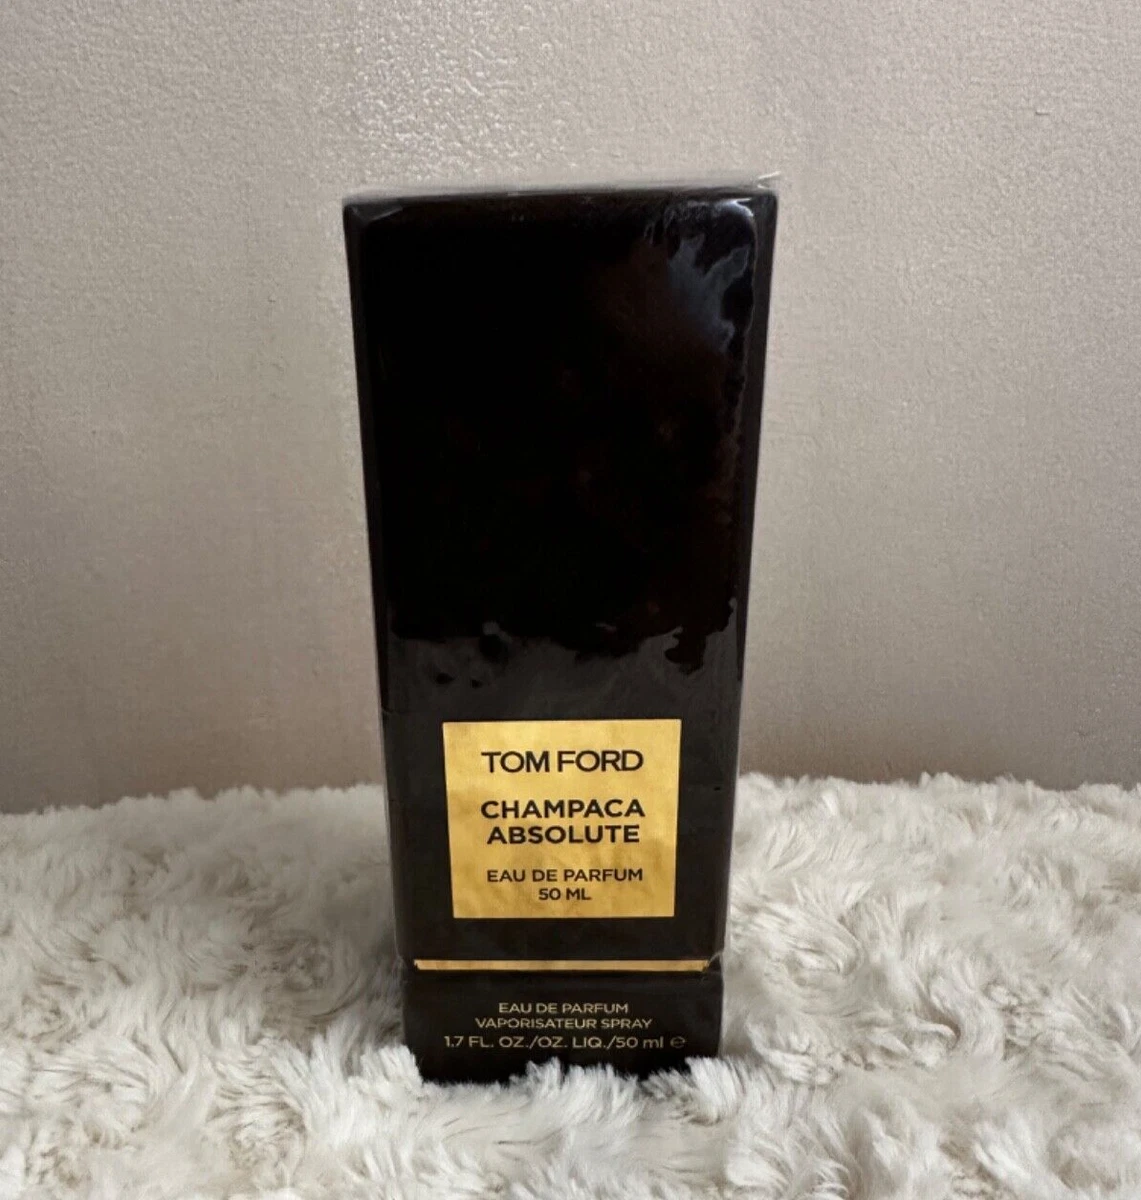 TOM FORD
CHAMPACA
ABSOLUTE
EAU DE PARFUM
50 ML
EAU DE PARFUM
VAPORISATEUR SPRAY
1.7 FL. OZ./OZ. LIQ./50 ml ℮